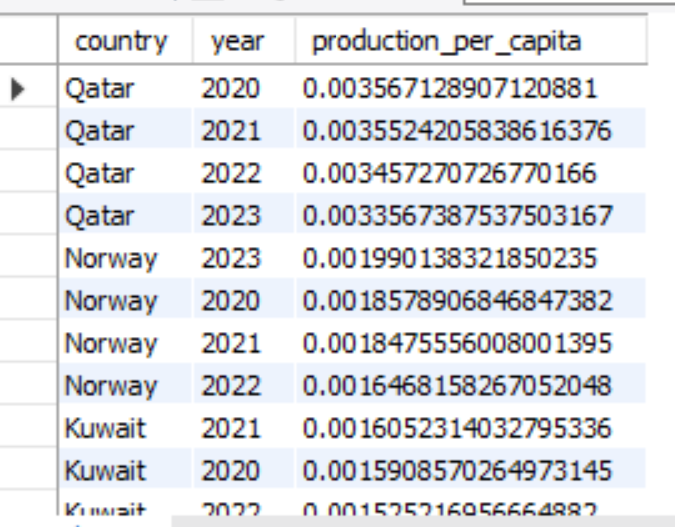 country year production_per_capita
Qatar 2020 0.003567128907120881
Qatar 2021 0.0035524205838616376
Qatar 2022 0.003457270726770166
Qatar 2023 0.0033567387537503167
Norway 2023 0.001990138321850235
Norway 2020 0.0018578906846847382
Norway 2021 0.0018475556008001395
Norway 2022 0.0016468158267052048
Kuwait 2021 0.0016052314032795336
Kuwait 2020 0.0015908570264973145
Kuwait 2022 0.001525216956664882